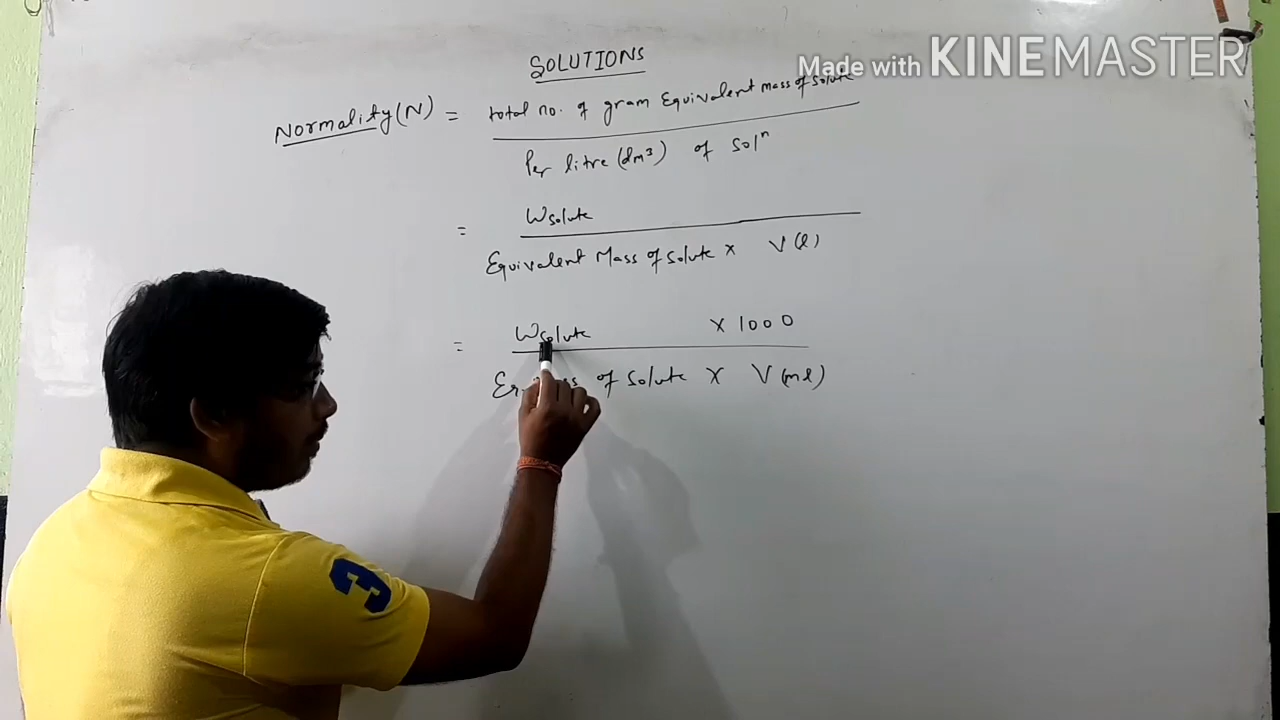 SOLUTIONS
Made with KINEMASTER
Normality (N) = total no. of gram Equivalent mass of solute
Per litre (dm³) of Solⁿ
= Wsolute
Equivalent Mass of Solute x V (l)
= Wsolute x 1000
of Solute x V (ml)
3